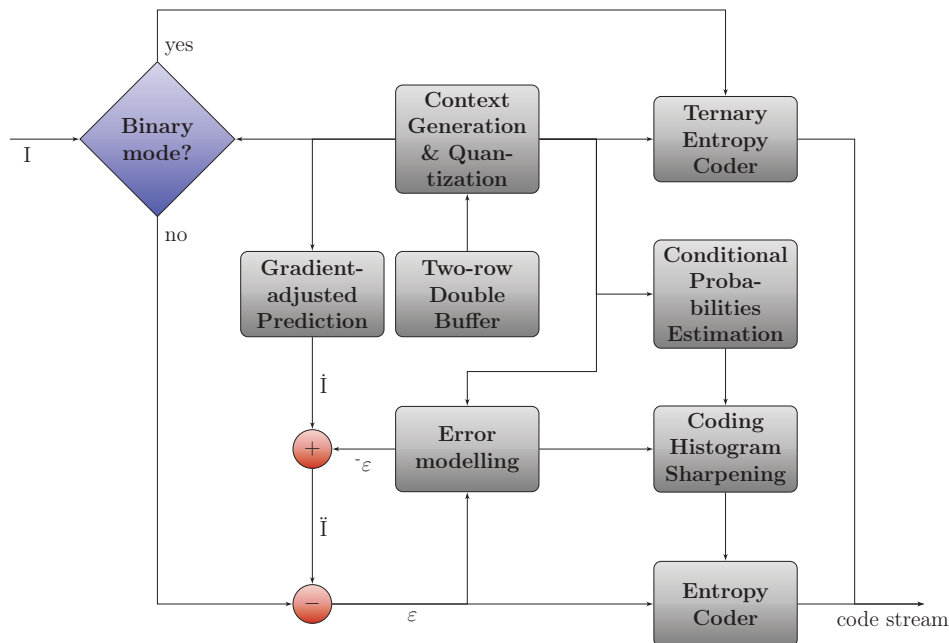 yes
Binary
mode?
I
no
Context
Generation
& Quan-
tization
Ternary
Entropy
Coder
Gradient-
adjusted
Prediction
Two-row
Double
Buffer
Conditional
Proba-
bilities
Estimation
İ
+
-ε
Error
modelling
Coding
Histogram
Sharpening
Ï
−
ε
Entropy
Coder
code stream